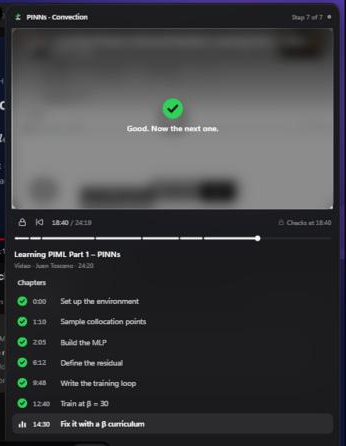 PINNs - Convection
Step 7 of 7
Good. Now the next one.
18:40 / 24:19
Checks at 18:40
Learning PIML Part 1 – PINNs
Video · Juan Toscano · 24:20
Chapters
0:00 Set up the environment
1:10 Sample collocation points
2:05 Build the MLP
6:12 Define the residual
9:48 Write the training loop
12:40 Train at β = 30
14:30 Fix it with a β curriculum